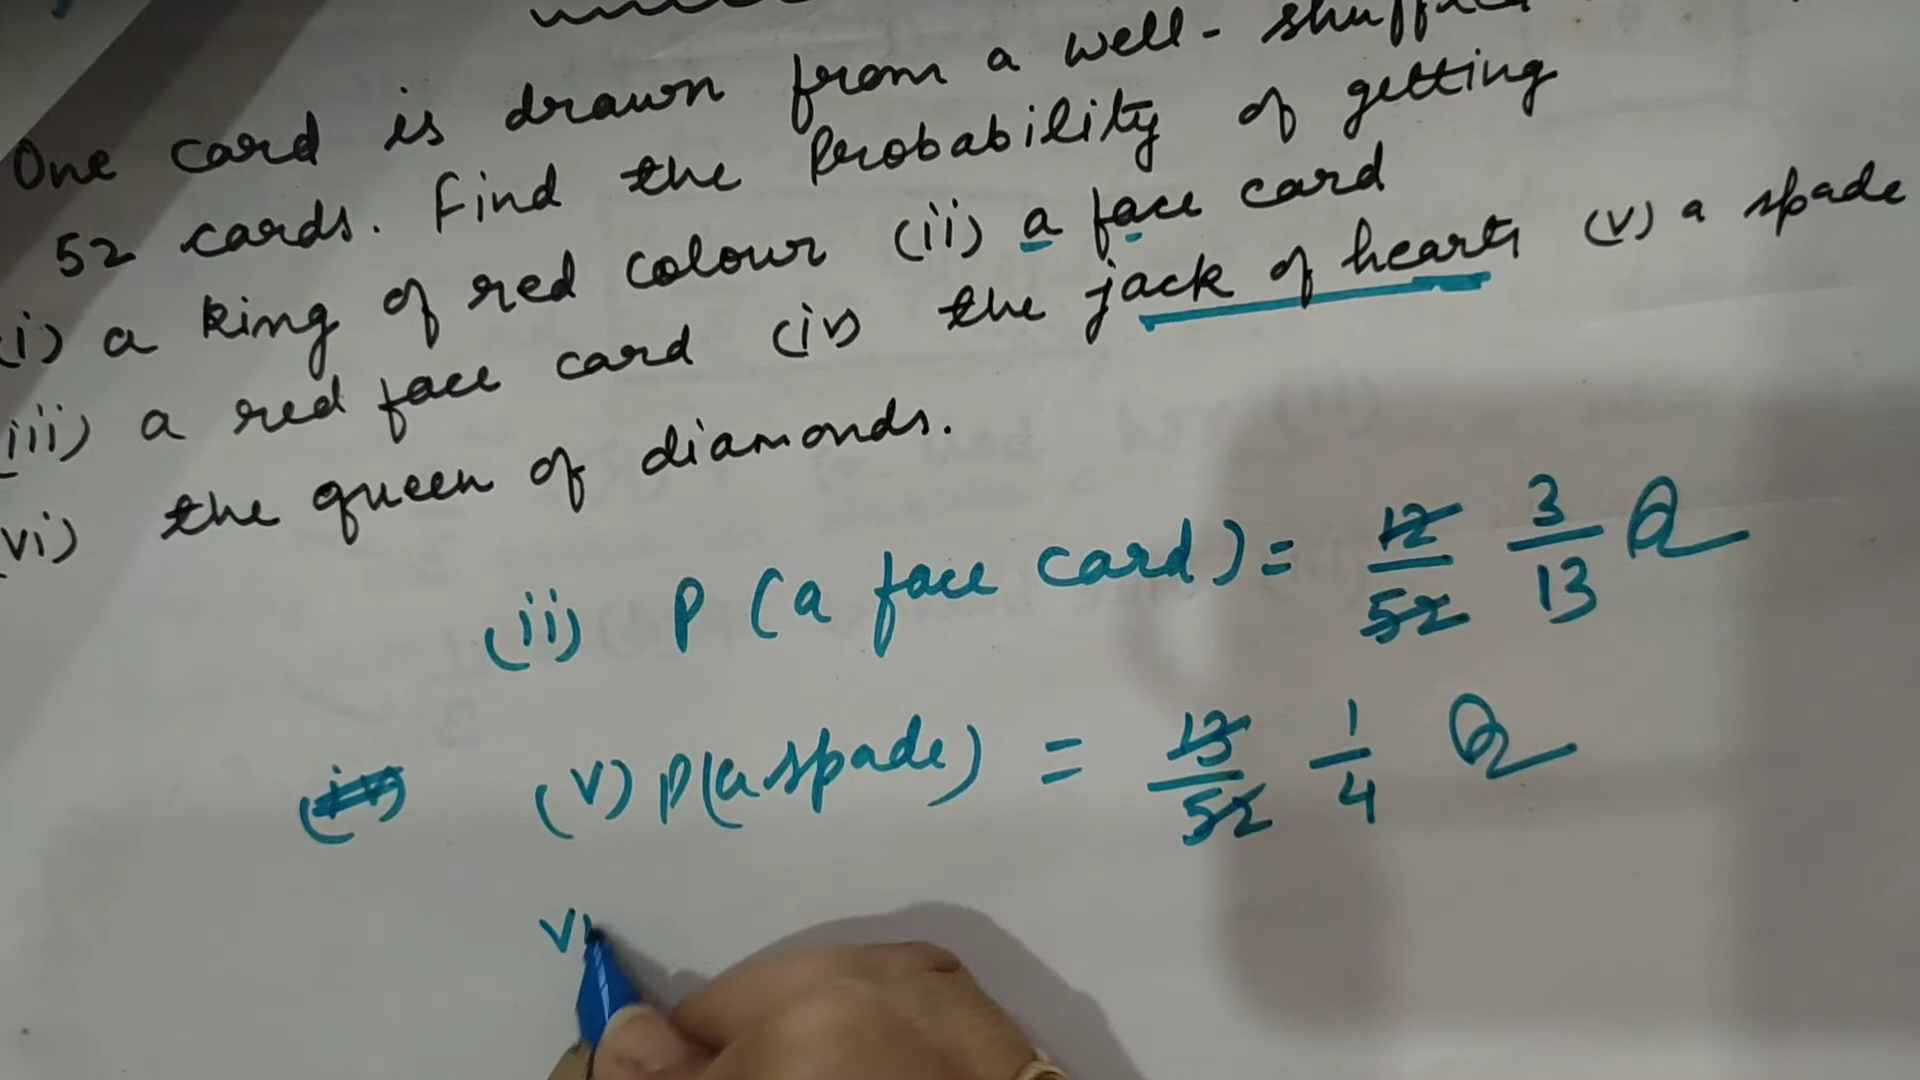 One card is drawn from a well-
52 cards. Find the Probability of getting
(i) a king of red colour (ii) a face card
(iii) a red face card (iv) the jack of hearts (v) a spade
(vi) the queen of diamonds.
(ii) P (a face card) = 12/52 3/13
(iv) (v) P(a spade) = 13/52 1/4
vi